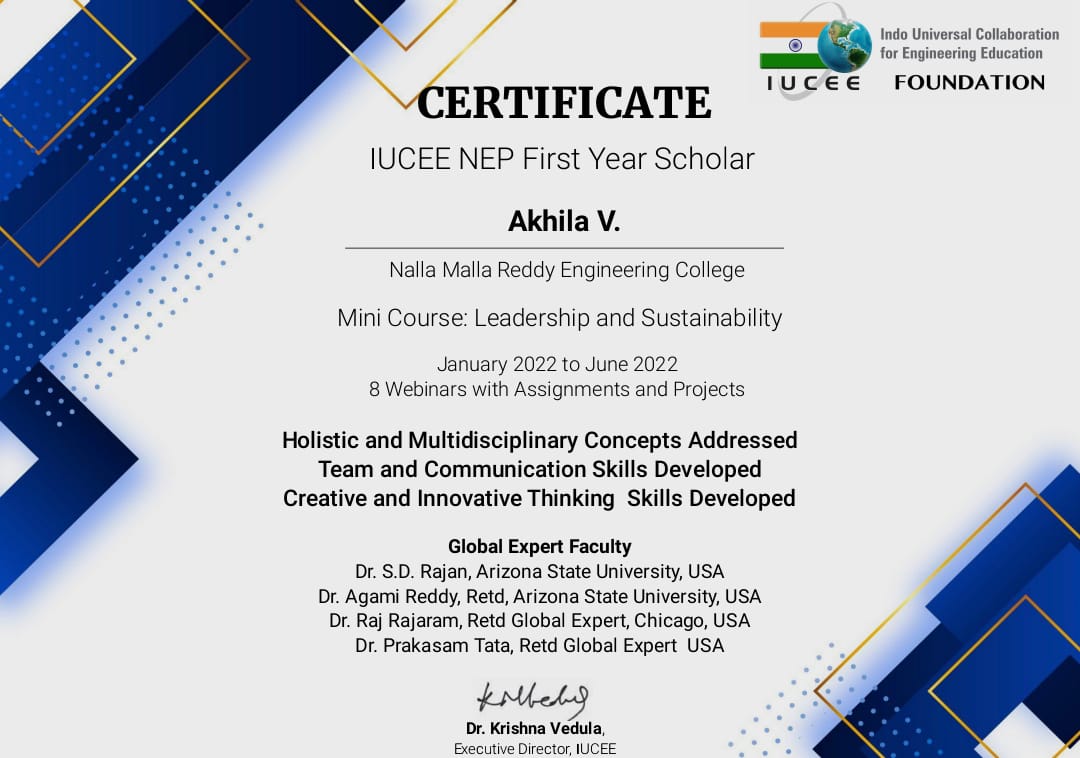 Indo Universal Collaboration
for Engineering Education
IUCEE FOUNDATION
CERTIFICATE
IUCEE NEP First Year Scholar
Akhila V.
Nalla Malla Reddy Engineering College
Mini Course: Leadership and Sustainability
January 2022 to June 2022
8 Webinars with Assignments and Projects
Holistic and Multidisciplinary Concepts Addressed
Team and Communication Skills Developed
Creative and Innovative Thinking  Skills Developed
Global Expert Faculty
Dr. S.D. Rajan, Arizona State University, USA
Dr. Agami Reddy, Retd, Arizona State University, USA
Dr. Raj Rajaram, Retd Global Expert, Chicago, USA
Dr. Prakasam Tata, Retd Global Expert  USA
Dr. Krishna Vedula,
Executive Director, IUCEE